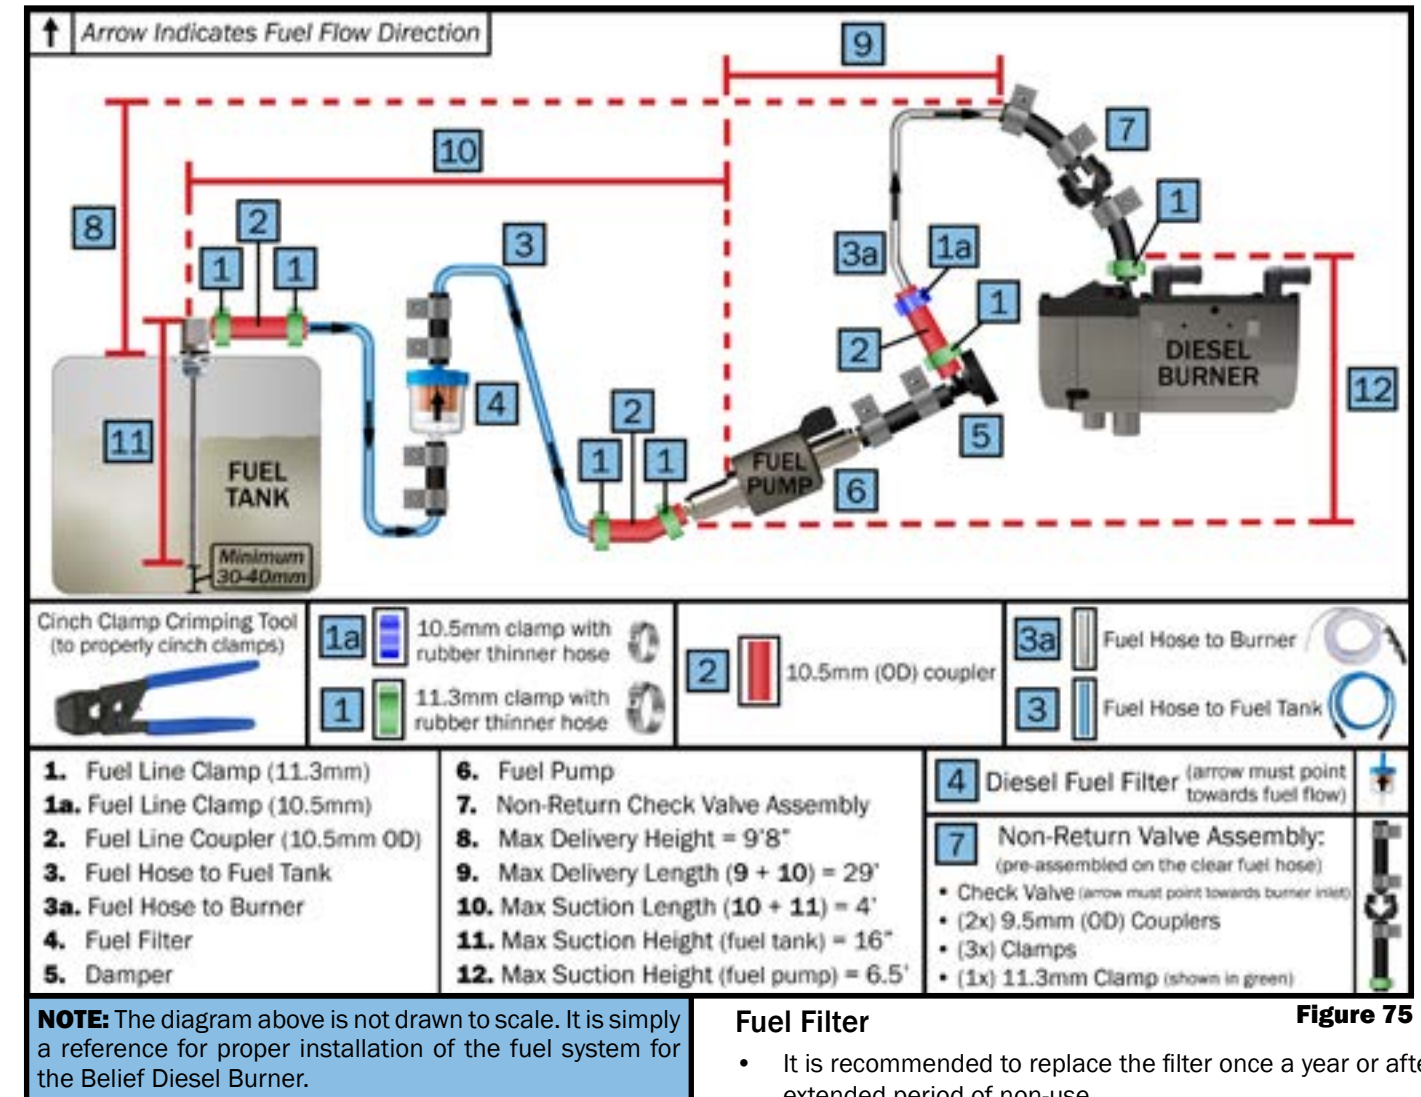 Arrow Indicates Fuel Flow Direction
9
7
10
8
2
3
1
1
3a
1a
1
1
2
12
11
4
5
2
1
1
6
FUEL
TANK
Minimum
30-40mm
FUEL
PUMP
DIESEL
BURNER
Cinch Clamp Crimping Tool
(to properly cinch clamps)
1a
10.5mm clamp with
rubber thinner hose
1
11.3mm clamp with
rubber thinner hose
2
10.5mm (OD) coupler
3a
Fuel Hose to Burner
3
Fuel Hose to Fuel Tank
1. Fuel Line Clamp (11.3mm)
1a. Fuel Line Clamp (10.5mm)
2. Fuel Line Coupler (10.5mm OD)
3. Fuel Hose to Fuel Tank
3a. Fuel Hose to Burner
4. Fuel Filter
5. Damper
6. Fuel Pump
7. Non-Return Check Valve Assembly
8. Max Delivery Height = 9'8"
9. Max Delivery Length (9 + 10) = 29'
10. Max Suction Length (10 + 11) = 4'
11. Max Suction Height (fuel tank) = 16"
12. Max Suction Height (fuel pump) = 6.5'
4
Diesel Fuel Filter (arrow must point
towards fuel flow)
7
Non-Return Valve Assembly:
(pre-assembled on the clear fuel hose)
• Check Valve (arrow must point towards burner inlet)
• (2x) 9.5mm (OD) Couplers
• (3x) Clamps
• (1x) 11.3mm Clamp (shown in green)
NOTE: The diagram above is not drawn to scale. It is simply
a reference for proper installation of the fuel system for
the Belief Diesel Burner.
Figure 75
Fuel Filter
• It is recommended to replace the filter once a year or afte
extended period of non-use